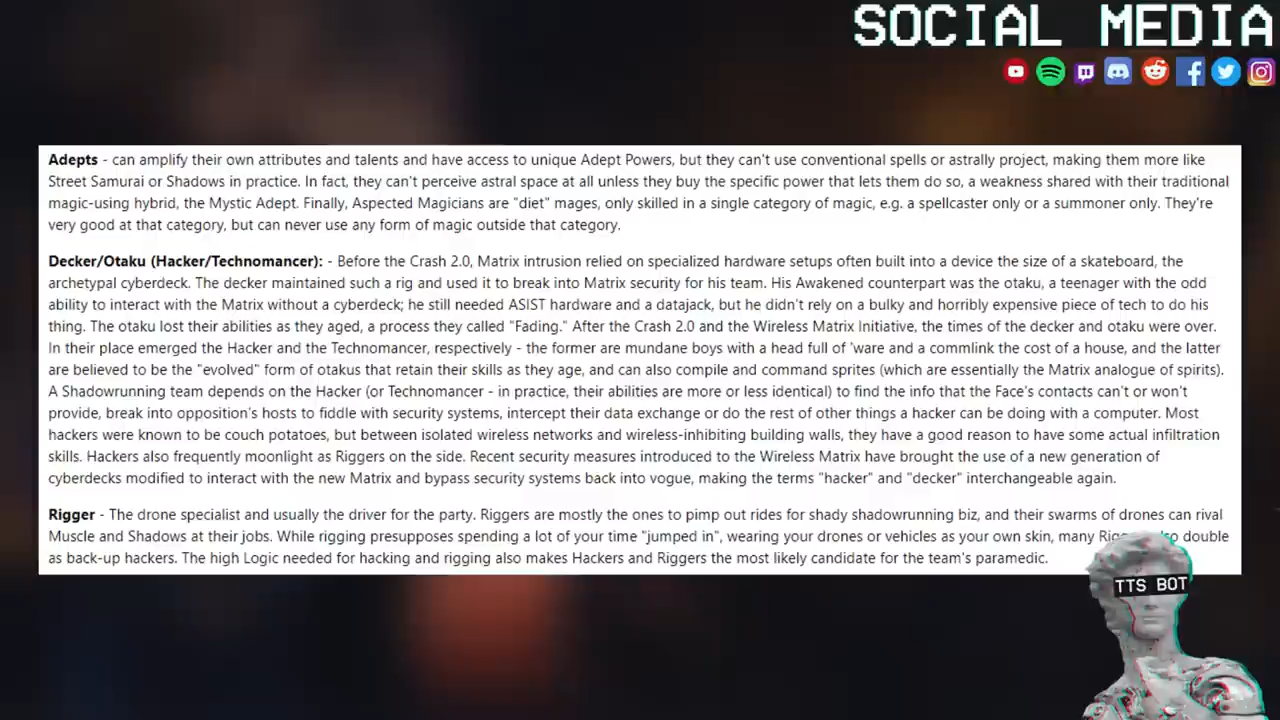 SOCIAL MEDIA
Adepts - can amplify their own attributes and talents and have access to unique Adept Powers, but they can't use conventional spells or astrally project, making them more like
Street Samurai or Shadows in practice. In fact, they can't perceive astral space at all unless they buy the specific power that lets them do so, a weakness shared with their traditional
magic-using hybrid, the Mystic Adept. Finally, Aspected Magicians are "diet" mages, only skilled in a single category of magic, e.g. a spellcaster only or a summoner only. They're
very good at that category, but can never use any form of magic outside that category.
Decker/Otaku (Hacker/Technomancer): - Before the Crash 2.0, Matrix intrusion relied on specialized hardware setups often built into a device the size of a skateboard, the
archetypal cyberdeck. The decker maintained such a rig and used it to break into Matrix security for his team. His Awakened counterpart was the otaku, a teenager with the odd
ability to interact with the Matrix without a cyberdeck; he still needed ASIST hardware and a datajack, but he didn't rely on a bulky and horribly expensive piece of tech to do his
thing. The otaku lost their abilities as they aged, a process they called "Fading." After the Crash 2.0 and the Wireless Matrix Initiative, the times of the decker and otaku were over.
In their place emerged the Hacker and the Technomancer, respectively - the former are mundane boys with a head full of 'ware and a commlink the cost of a house, and the latter
are believed to be the "evolved" form of otakus that retain their skills as they age, and can also compile and command sprites (which are essentially the Matrix analogue of spirits).
A Shadowrunning team depends on the Hacker (or Technomancer - in practice, their abilities are more or less identical) to find the info that the Face's contacts can't or won't
provide, break into opposition's hosts to fiddle with security systems, intercept their data exchange or do the rest of other things a hacker can be doing with a computer. Most
hackers were known to be couch potatoes, but between isolated wireless networks and wireless-inhibiting building walls, they have a good reason to have some actual infiltration
skills. Hackers also frequently moonlight as Riggers on the side. Recent security measures introduced to the Wireless Matrix have brought the use of a new generation of
cyberdecks modified to interact with the new Matrix and bypass security systems back into vogue, making the terms "hacker" and "decker" interchangeable again.
Rigger - The drone specialist and usually the driver for the party. Riggers are mostly the ones to pimp out rides for shady shadowrunning biz, and their swarms of drones can rival
Muscle and Shadows at their jobs. While rigging presupposes spending a lot of your time "jumped in", wearing your drones or vehicles as your own skin, many double
as back-up hackers. The high Logic needed for hacking and rigging also makes Hackers and Riggers the most likely candidate for the team's paramedic.
TTS BOT